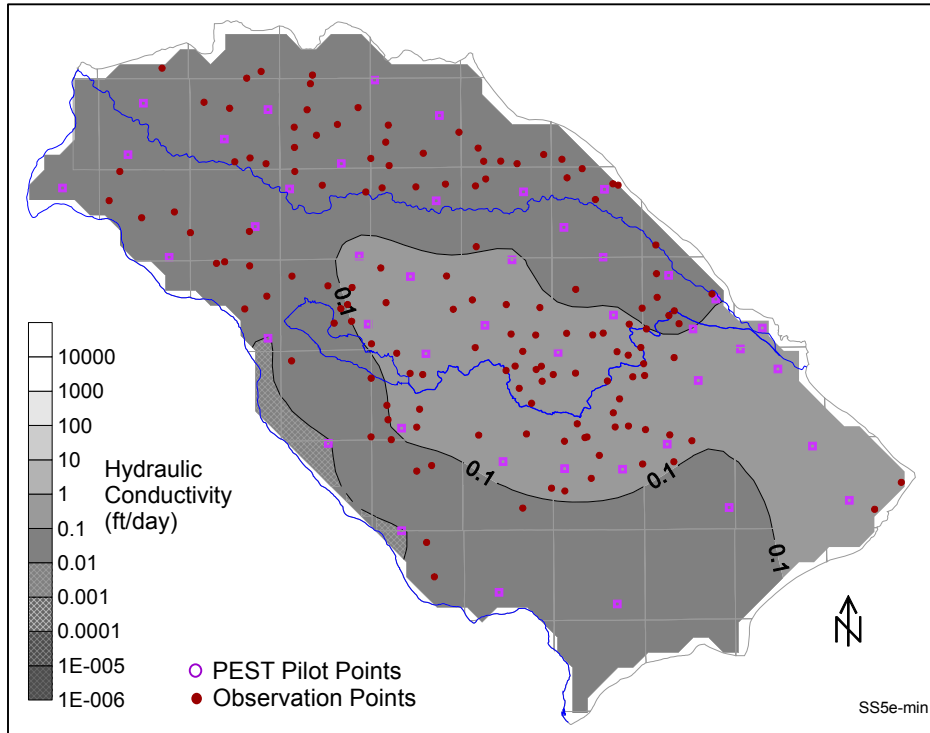 0.1
0.1
0.1
0.1
10000
1000
100
10
1
0.1
0.01
0.001
0.0001
1E-005
1E-006
Hydraulic
Conductivity
(ft/day)
PEST Pilot Points
Observation Points
N
SS5e-min